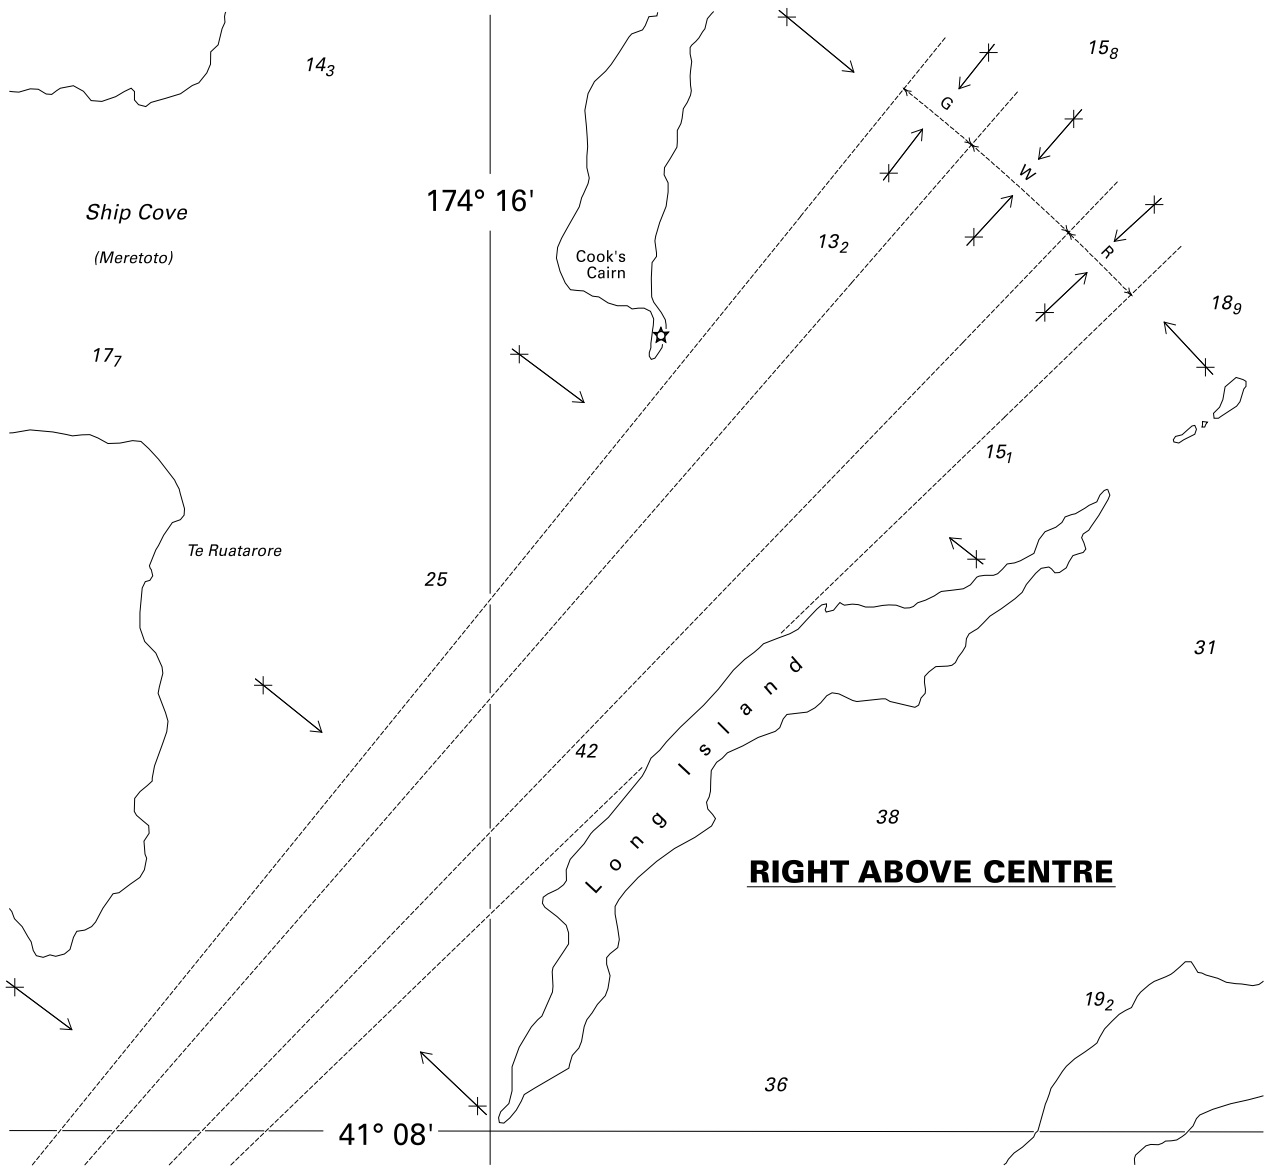 15₈
14₃
G
W
174° 16'
Ship Cove
13₂
R
(Meretoto)
Cook's
Cairn
18₉
17₇
15₁
Te Ruatarore
25
31
Long Island
42
38
RIGHT ABOVE CENTRE
19₂
36
41° 08'